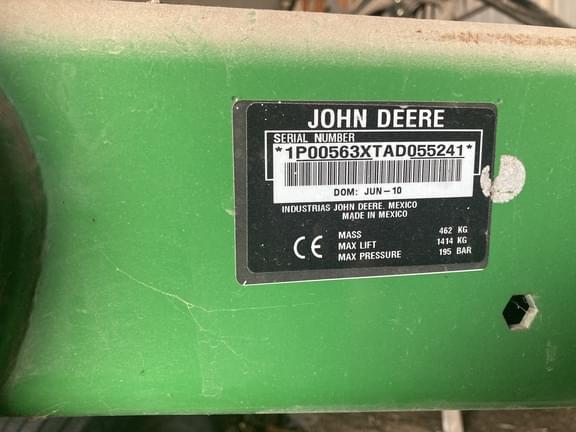 JOHN DEERE
SERIAL NUMBER
*1P00563XTAD055241*
DOM: JUN-10
INDUSTRIAS JOHN DEERE, MEXICO
MADE IN MEXICO
CE
MASS 462 KG
MAX LIFT 1414 KG
MAX PRESSURE 195 BAR